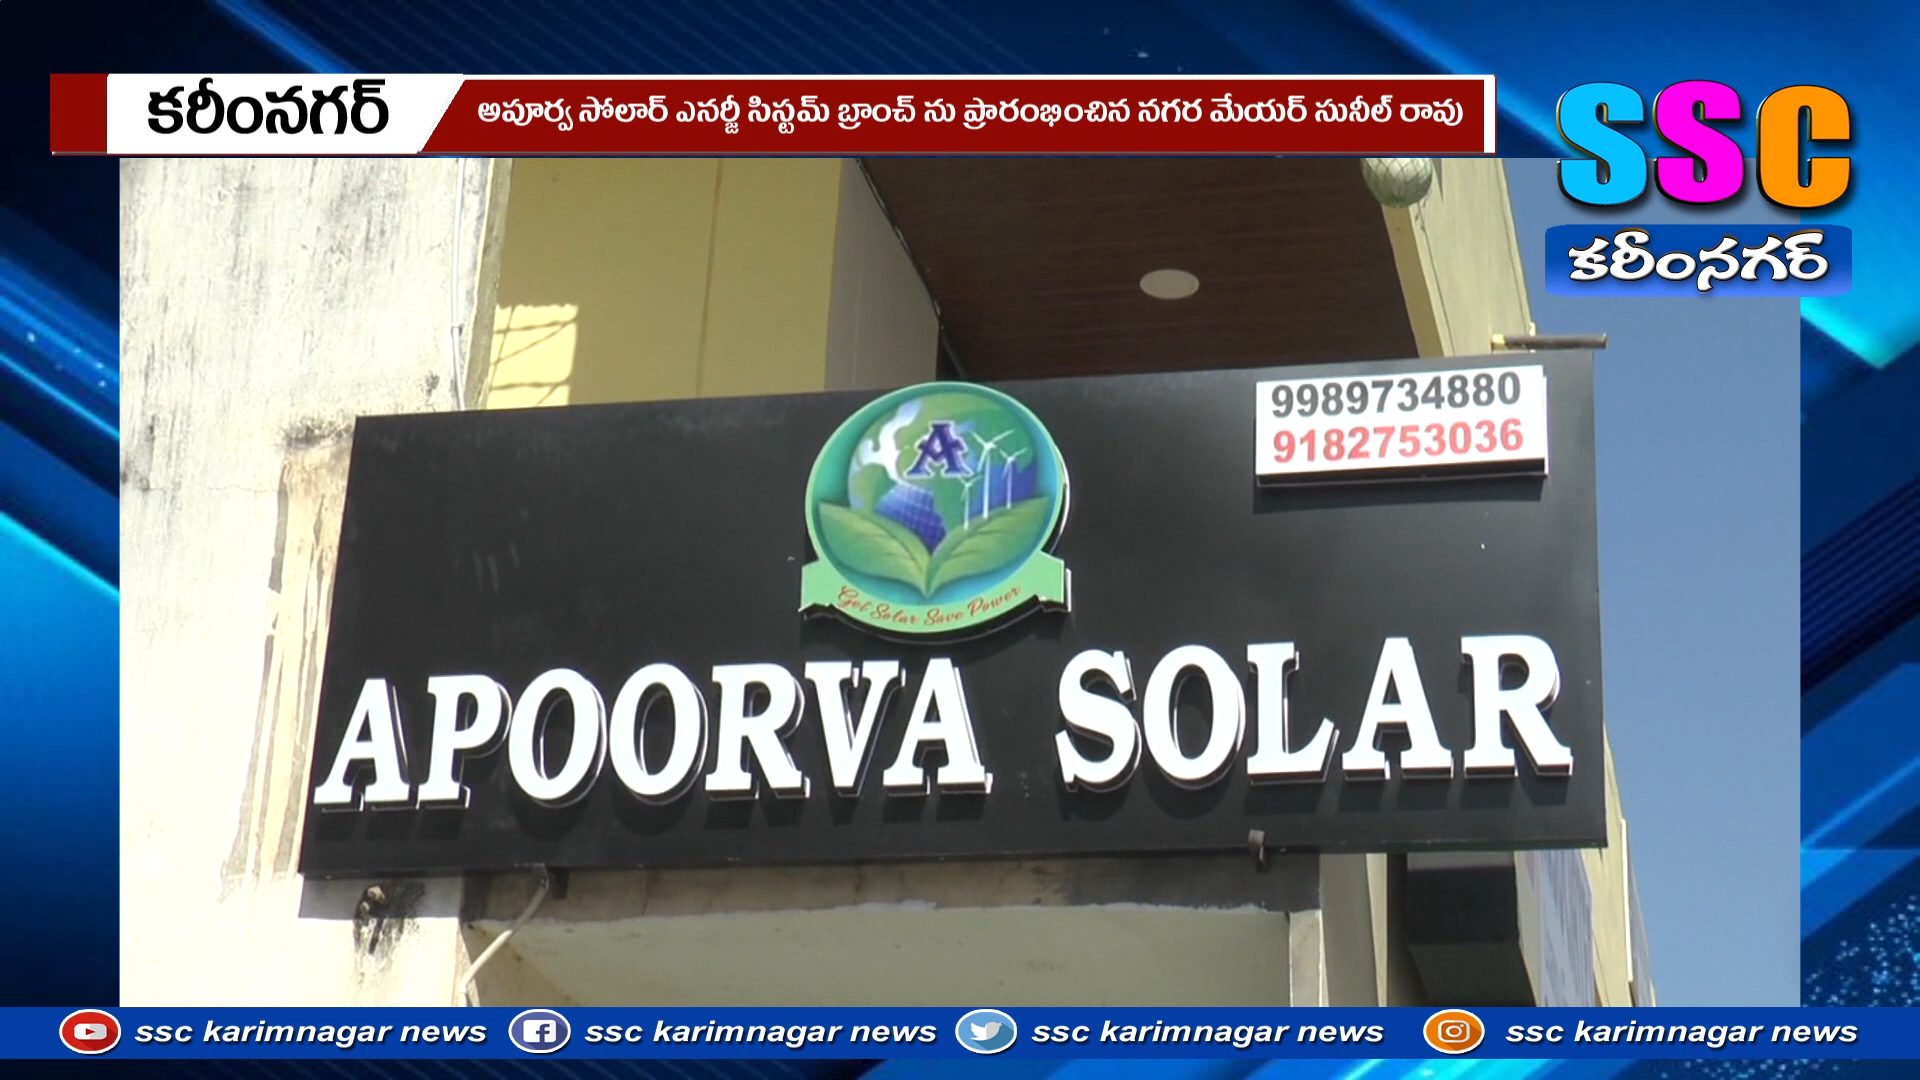 కరీంనగర్
అపూర్వ సోలార్ ఎనర్జీ సిస్టమ్ బ్రాంచ్ ను ప్రారంభించిన నగర మేయర్ సునీల్ రావు
SSC
కరీంనగర్
9989734880
9182753036
A
Get Solar Save Power
APOORVA SOLAR
ssc karimnagar news
ssc karimnagar news
ssc karimnagar news
ssc karimnagar news